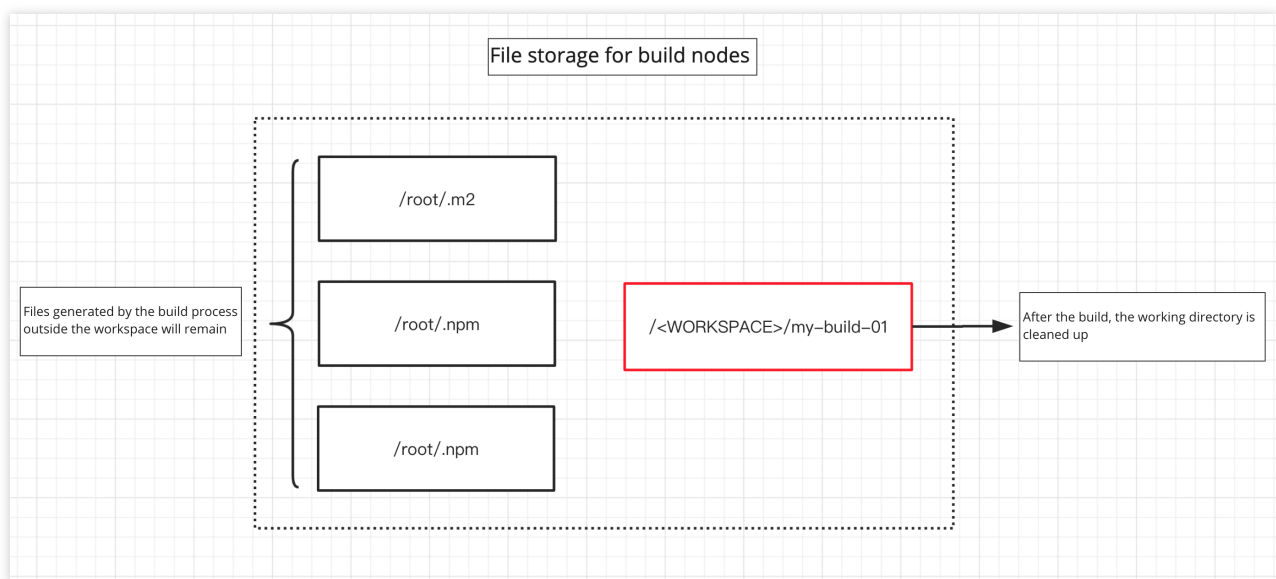 File storage for build nodes
/root/.m2
Files generated by the build process
outside the workspace will remain
/root/.npm
/<WORKSPACE>/my-build-01
After the build, the working directory is
cleaned up
/root/.npm